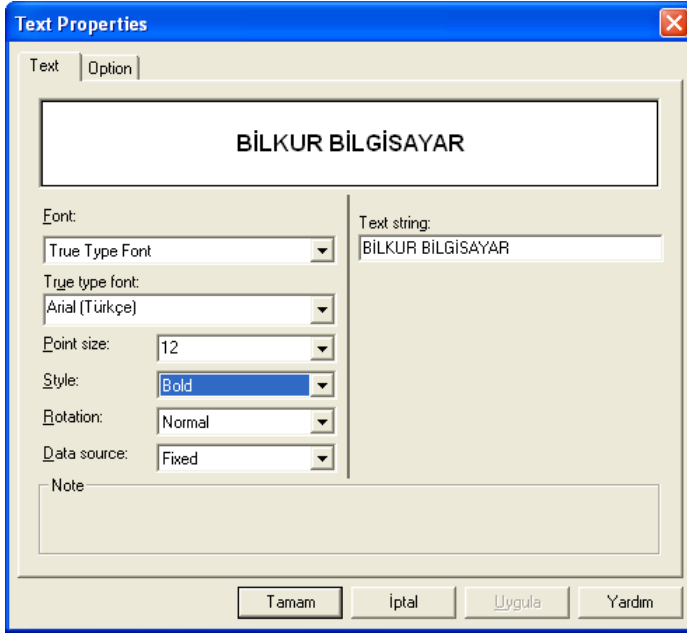 Text Properties
Text Option
BİLKUR BİLGİSAYAR
Font:
True Type Font
True type font:
Arial (Türkçe)
Point size: 12
Style: Bold
Rotation: Normal
Data source: Fixed
Text string:
BİLKUR BİLGİSAYAR
Note
Tamam İptal Uygula Yardım